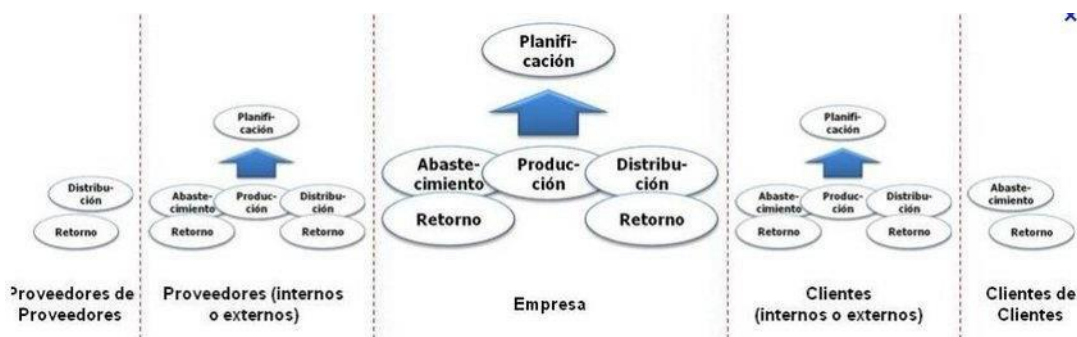 Planifi-
cación
Planifi-
cación
Planifi-
cación
Abaste-
cimiento
Produc-
ción
Distribu-
ción
Retorno
Retorno
Distribu-
ción
Retorno
Abaste-
cimiento
Produc-
ción
Distribu-
ción
Retorno
Retorno
Abaste-
cimiento
Produc-
ción
Distribu-
ción
Retorno
Retorno
Abaste-
cimiento
Retorno
Proveedores de
Proveedores
Proveedores (internos
o externos)
Empresa
Clientes
(internos o externos)
Clientes de
Clientes